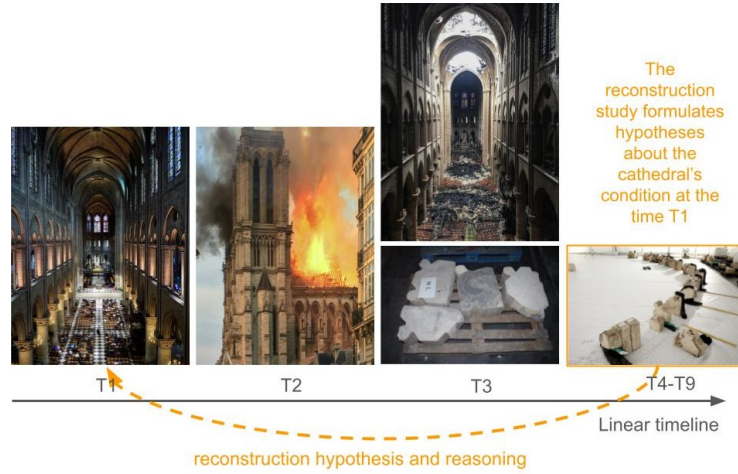 The
reconstruction
study formulates
hypotheses
about the
cathedral's
condition at the
time T1
T1
T2
T3
T4-T9
Linear timeline
reconstruction hypothesis and reasoning